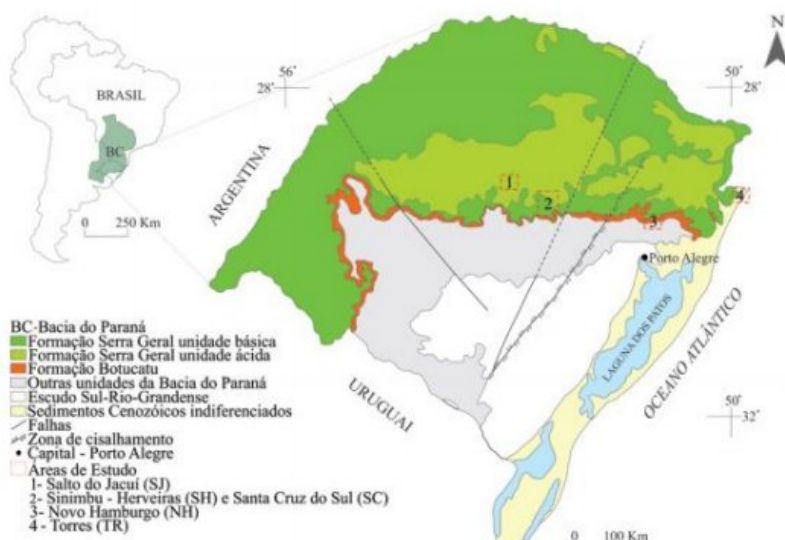 BRASIL
BC
0 250 Km
N
56°
28°
50°
28°
ARGENTINA
1
2
3
4
Porto Alegre
LAGUNA DOS PATOS
OCEANO ATLÂNTICO
URUGUAI
50°
32°
0 100 Km
BC-Bacia do Paraná
Formação Serra Geral unidade básica
Formação Serra Geral unidade ácida
Formação Botucatu
Outras unidades da Bacia do Paraná
Escudo Sul-Rio-Grandense
Sedimentos Cenozóicos indiferenciados
Falhas
Zona de cisalhamento
Capital - Porto Alegre
Áreas de Estudo
1- Salto do Jacuí (SJ)
2- Sinimbu - Herveiras (SH) e Santa Cruz do Sul (SC)
3- Novo Hamburgo (NH)
4 - Torres (TR)